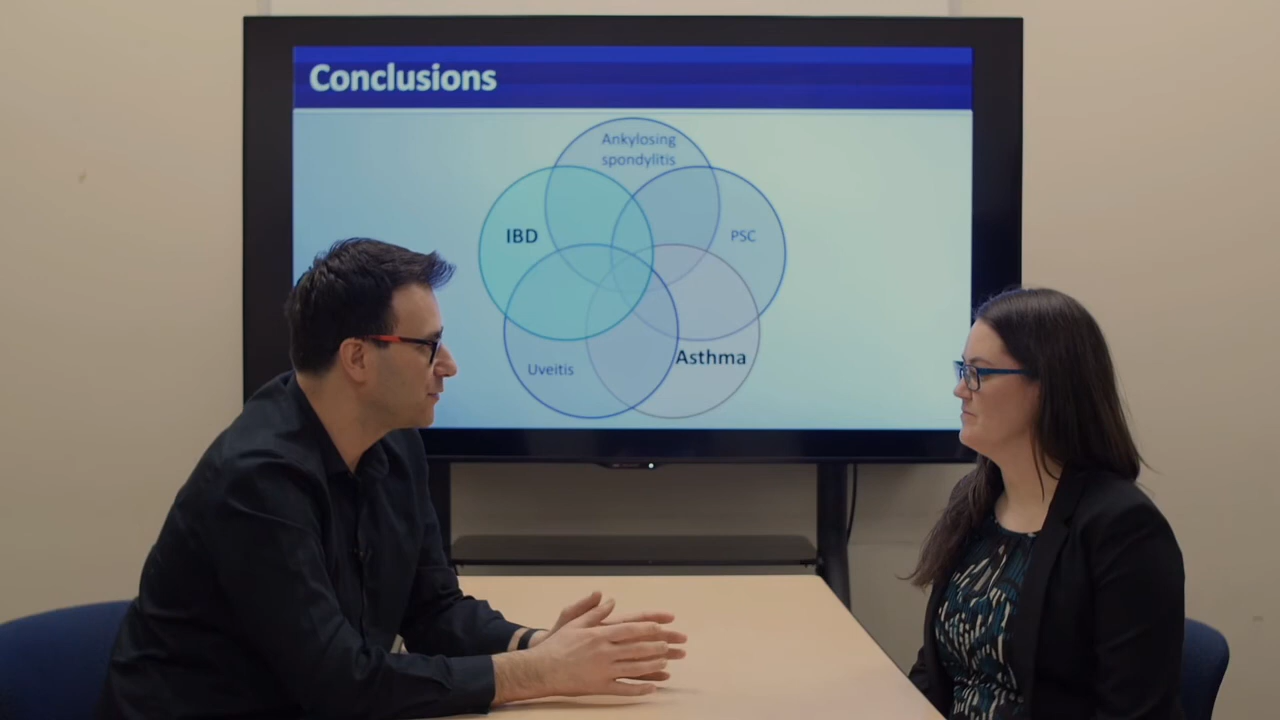 Conclusions
Ankylosing
spondylitis
IBD
PSC
Asthma
Uveitis